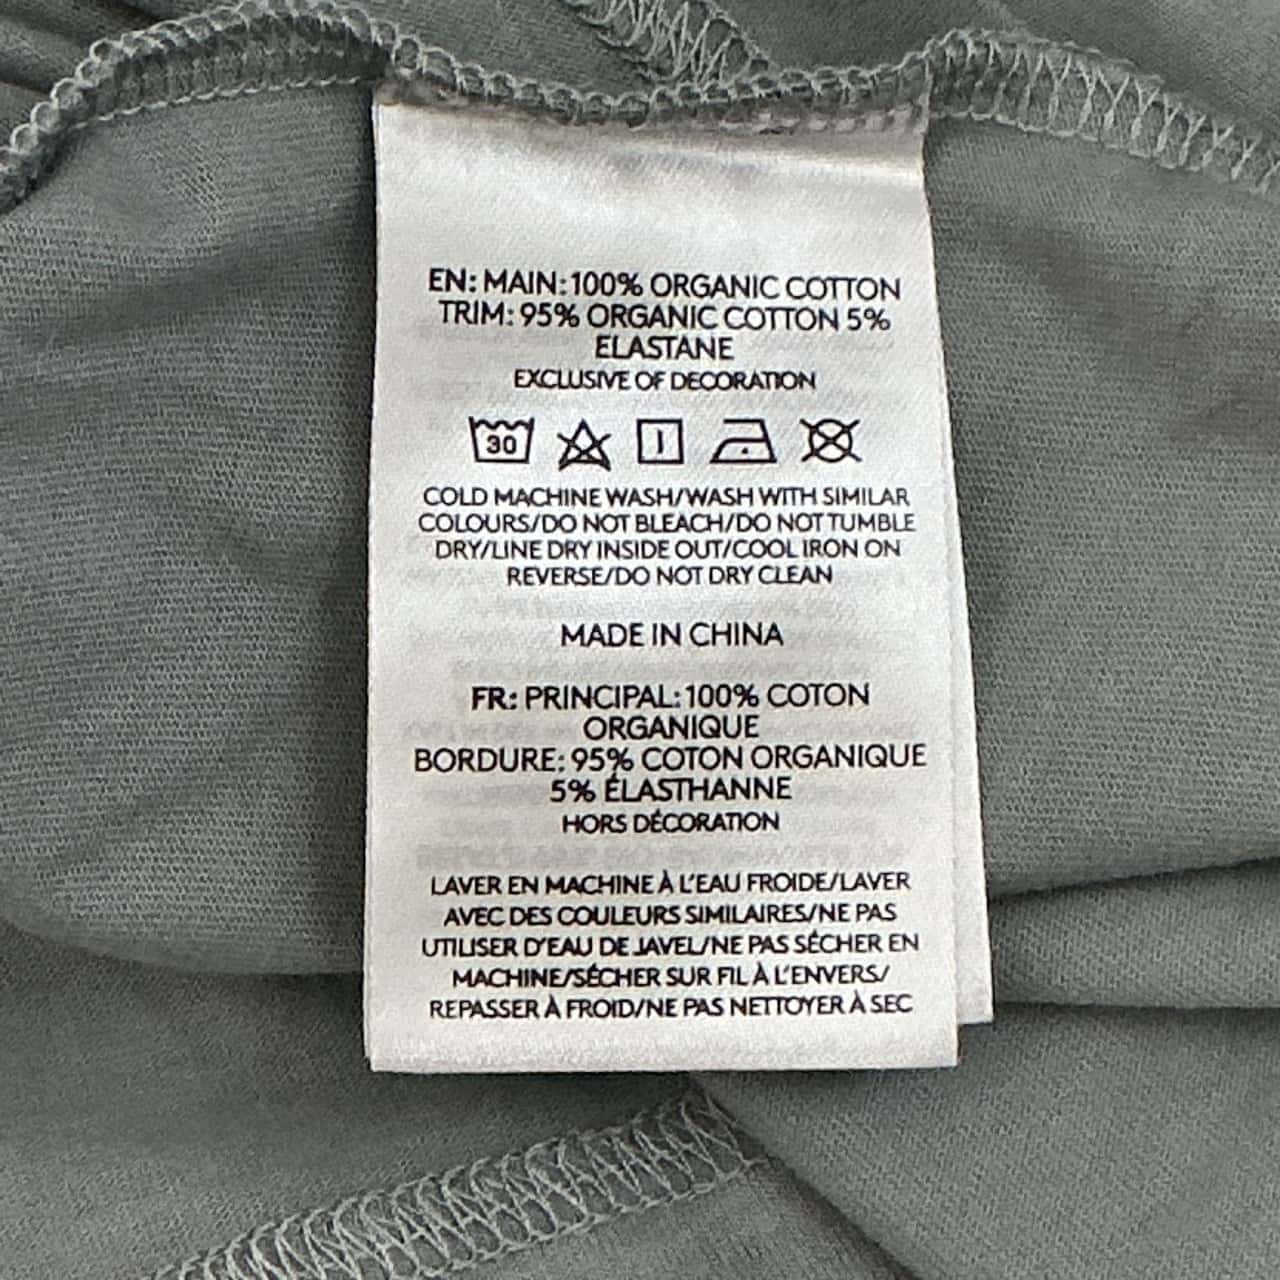 EN: MAIN: 100% ORGANIC COTTON
TRIM: 95% ORGANIC COTTON 5%
ELASTANE
EXCLUSIVE OF DECORATION
30
COLD MACHINE WASH/WASH WITH SIMILAR
COLOURS/DO NOT BLEACH/DO NOT TUMBLE
DRY/LINE DRY INSIDE OUT/COOL IRON ON
REVERSE/DO NOT DRY CLEAN
MADE IN CHINA
FR: PRINCIPAL: 100% COTON
ORGANIQUE
BORDURE: 95% COTON ORGANIQUE
5% ÉLASTHANNE
HORS DÉCORATION
LAVER EN MACHINE À L'EAU FROIDE/LAVER
AVEC DES COULEURS SIMILAIRES/NE PAS
UTILISER D'EAU DE JAVEL/NE PAS SÉCHER EN
MACHINE/SÉCHER SUR FIL À L'ENVERS/
REPASSER À FROID/NE PAS NETTOYER À SEC